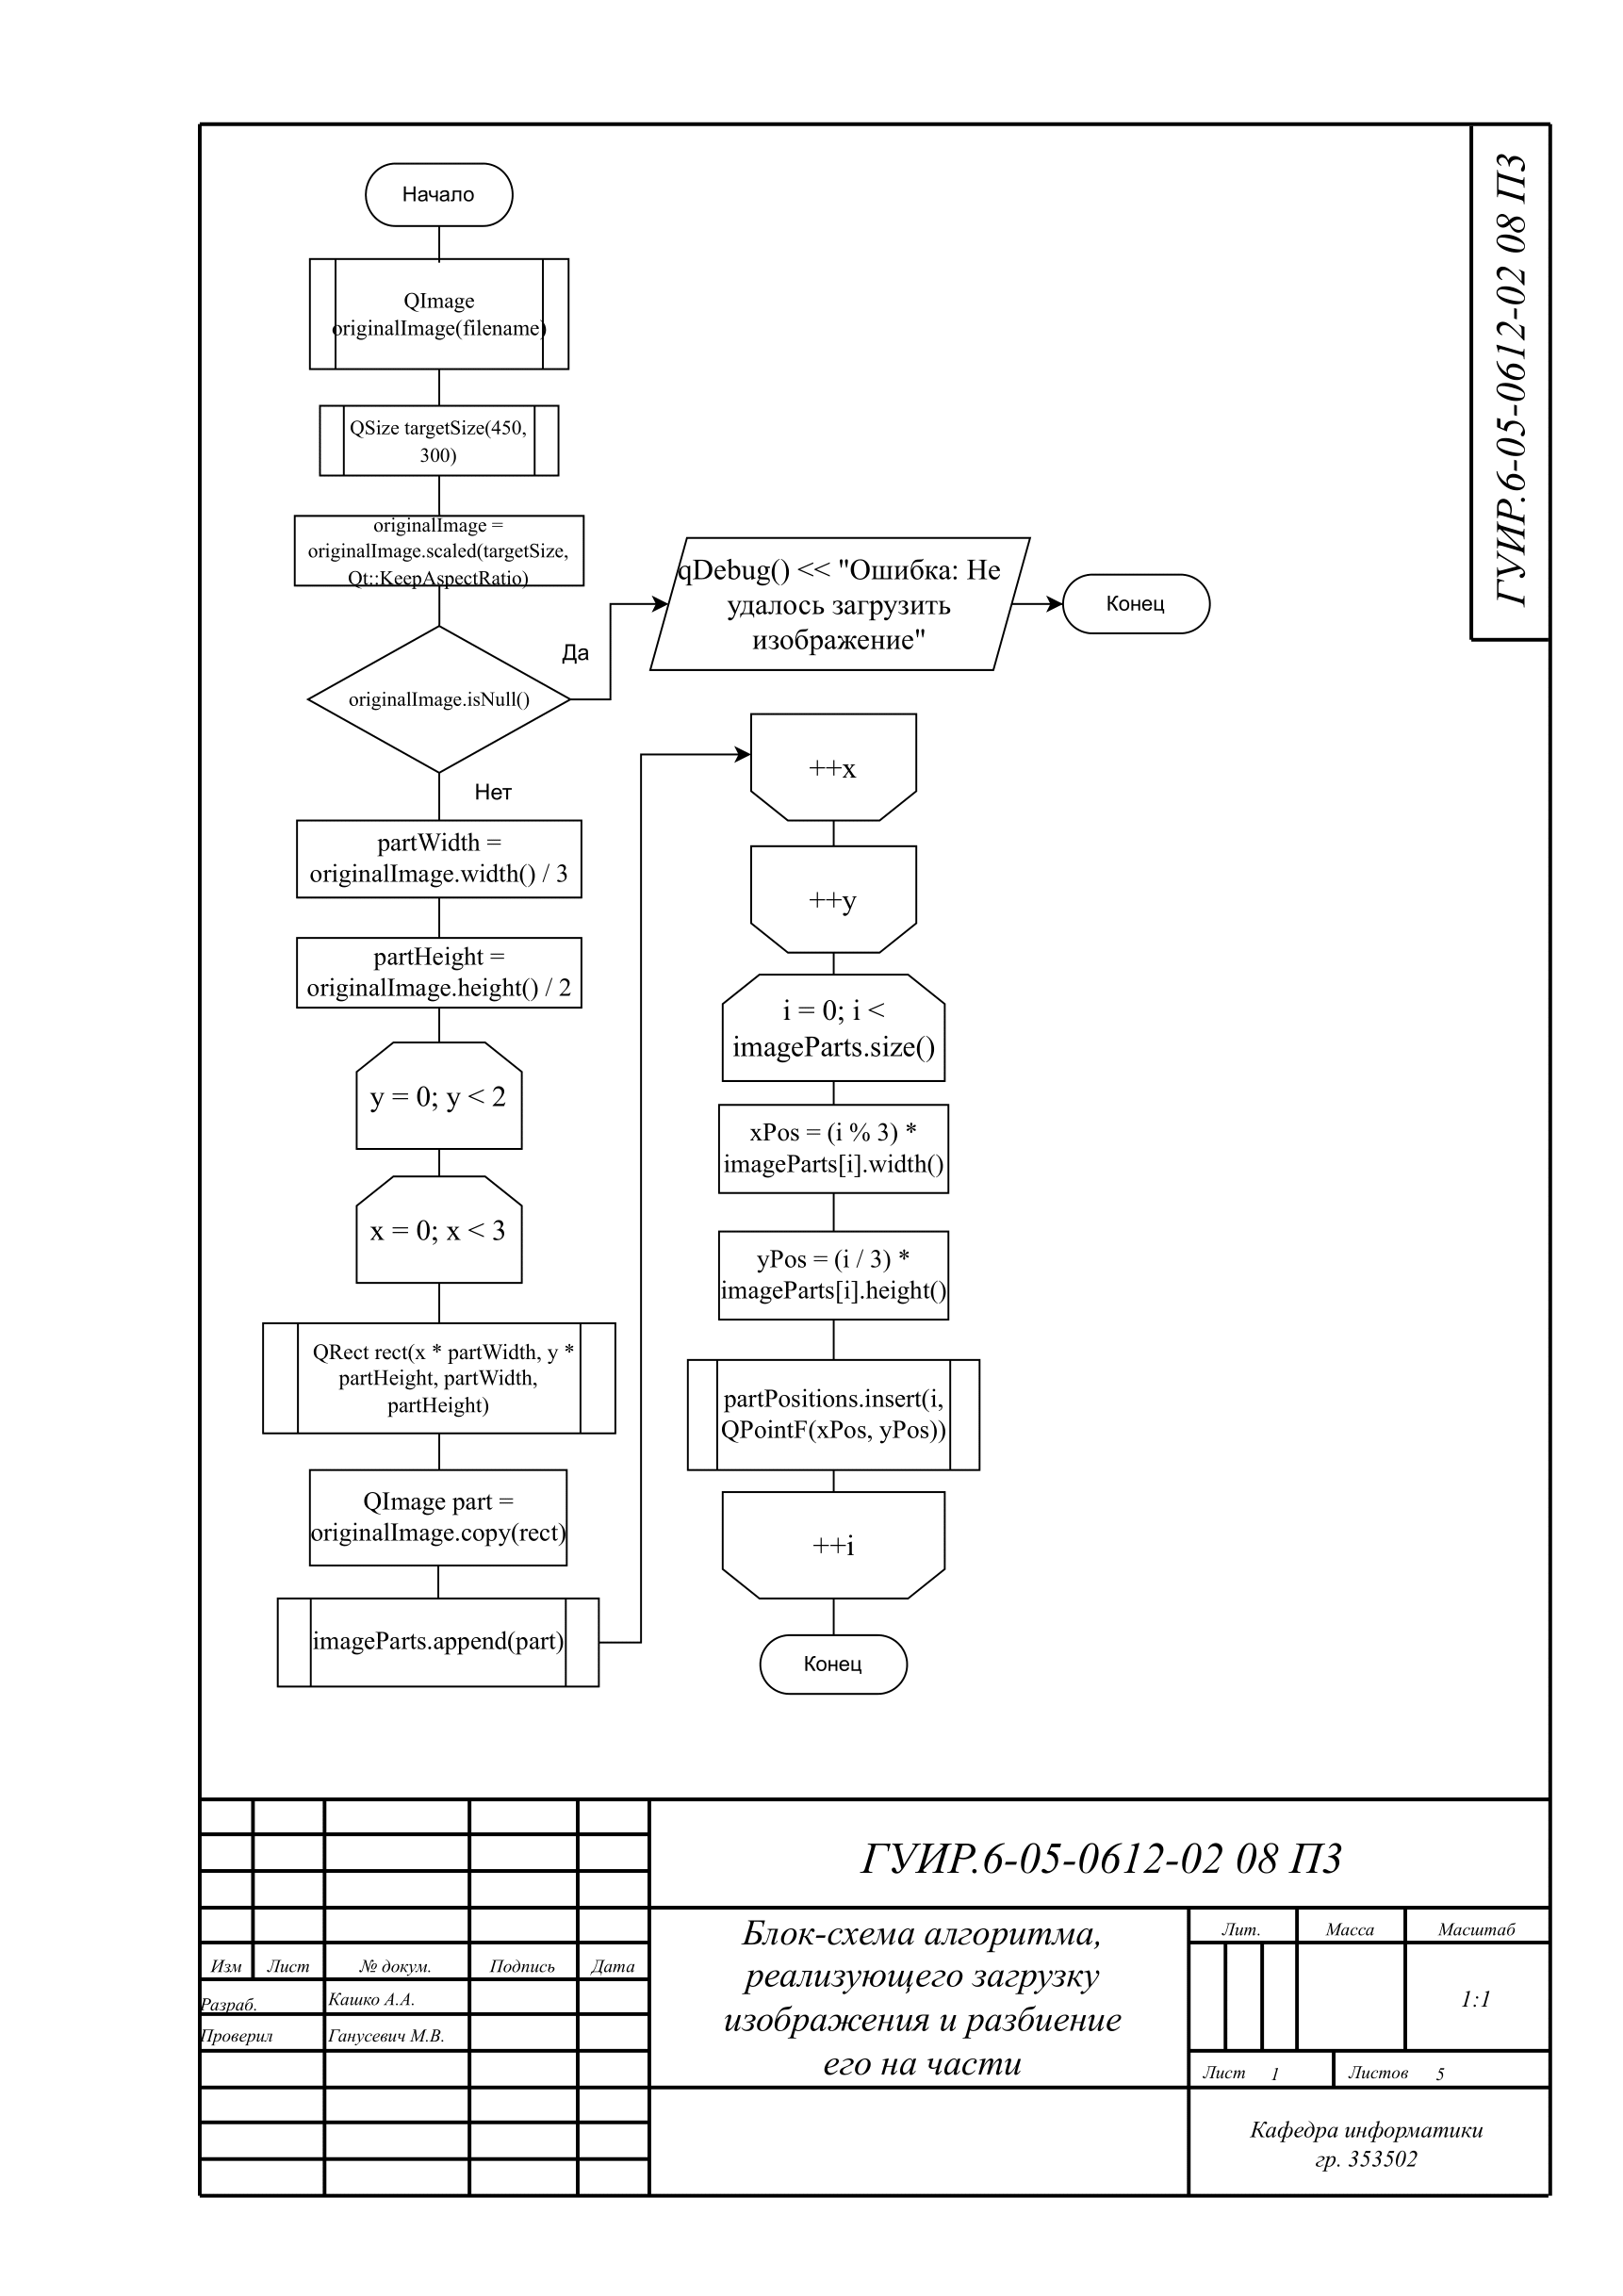 ГУИР.6-05-0612-02 08 ПЗ
Начало
QImage
originalImage(filename)
QSize targetSize(450,
300)
originalImage =
originalImage.scaled(targetSize,
Qt::KeepAspectRatio)
originalImage.isNull()
Да
qDebug() << "Ошибка: Не
удалось загрузить
изображение"
Конец
Нет
partWidth =
originalImage.width() / 3
partHeight =
originalImage.height() / 2
y = 0; y < 2
x = 0; x < 3
QRect rect(x * partWidth, y *
partHeight, partWidth,
partHeight)
QImage part =
originalImage.copy(rect)
imageParts.append(part)
++x
++y
i = 0; i <
imageParts.size()
xPos = (i % 3) *
imageParts[i].width()
yPos = (i / 3) *
imageParts[i].height()
partPositions.insert(i,
QPointF(xPos, yPos))
++i
Конец
ГУИР.6-05-0612-02 08 ПЗ
Изм Лист № докум. Подпись Дата
Разраб. Кашко А.А.
Проверил Ганусевич М.В.
Блок-схема алгоритма,
реализующего загрузку
изображения и разбиение
его на части
Лит. Масса Масштаб
1:1
Лист 1 Листов 5
Кафедра информатики
гр. 353502